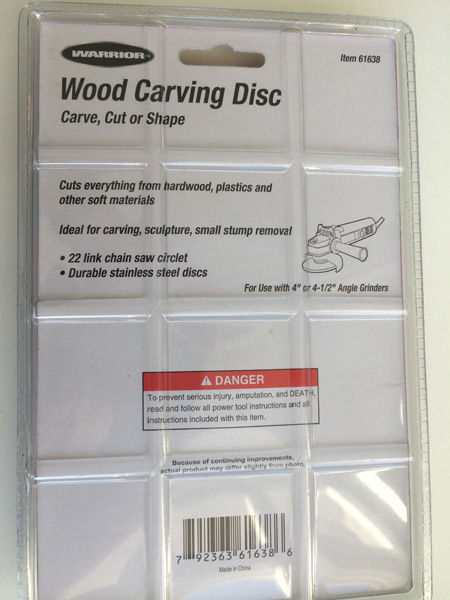 WARRIOR
Item 61638
Wood Carving Disc
Carve, Cut or Shape
Cuts everything from hardwood, plastics and
other soft materials
Ideal for carving, sculpture, small stump removal
• 22 link chain saw circlet
• Durable stainless steel discs
For Use with 4" or 4-1/2" Angle Grinders
⚠ DANGER
To prevent serious injury, amputation, and DEATH,
read and follow all power tool instructions and all
instructions included with this item.
Because of continuing improvements,
actual product may differ slightly from photo.
7 92363 61638 6
Made in China